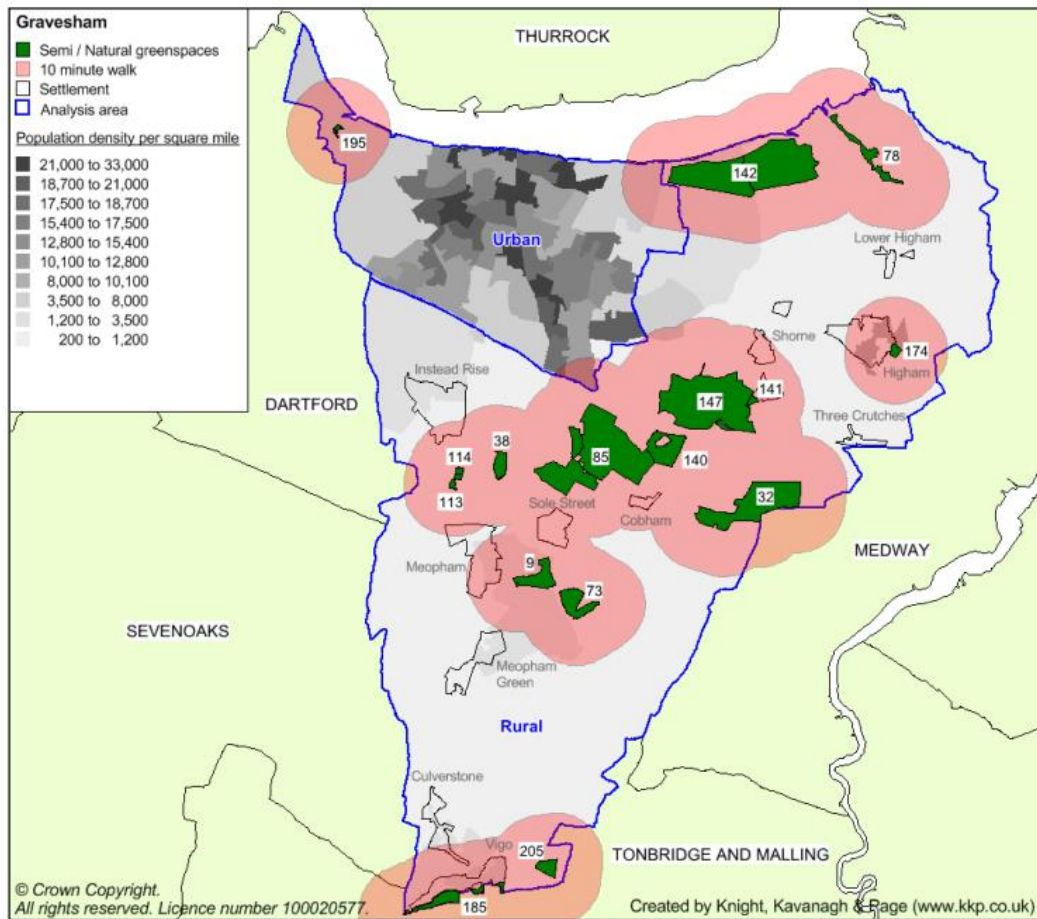 Gravesham
Semi / Natural greenspaces
10 minute walk
Settlement
Analysis area
Population density per square mile
21,000 to 33,000
18,700 to 21,000
17,500 to 18,700
15,400 to 17,500
12,800 to 15,400
10,100 to 12,800
8,000 to 10,100
3,500 to 8,000
1,200 to 3,500
200 to 1,200
THURROCK
195
142
78
Urban
Lower Higham
Shorne
174
Higham
Instead Rise
DARTFORD
147
141
Three Crutches
38
114
85
140
113
32
Sole Street
Cobham
MEDWAY
Meopham
9
73
SEVENOAKS
Meopham
Green
Rural
Culverstone
Vigo
205
TONBRIDGE AND MALLING
185
© Crown Copyright.
All rights reserved. Licence number 100020577.
Created by Knight, Kavanagh & Page (www.kkp.co.uk)